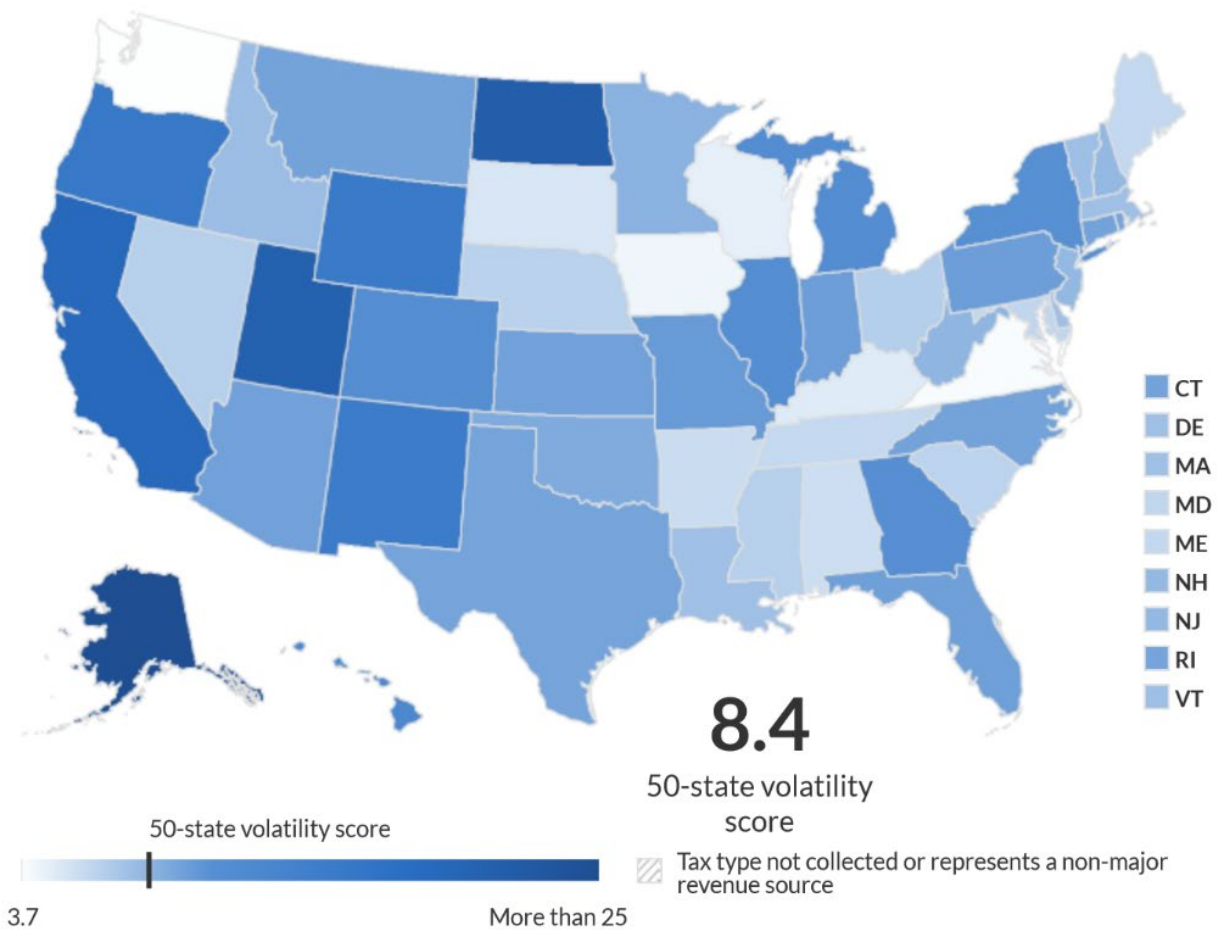 CT
DE
MA
MD
ME
NH
NJ
RI
VT
8.4
50-state volatility
score
50-state volatility score
Tax type not collected or represents a non-major
revenue source
3.7
More than 25